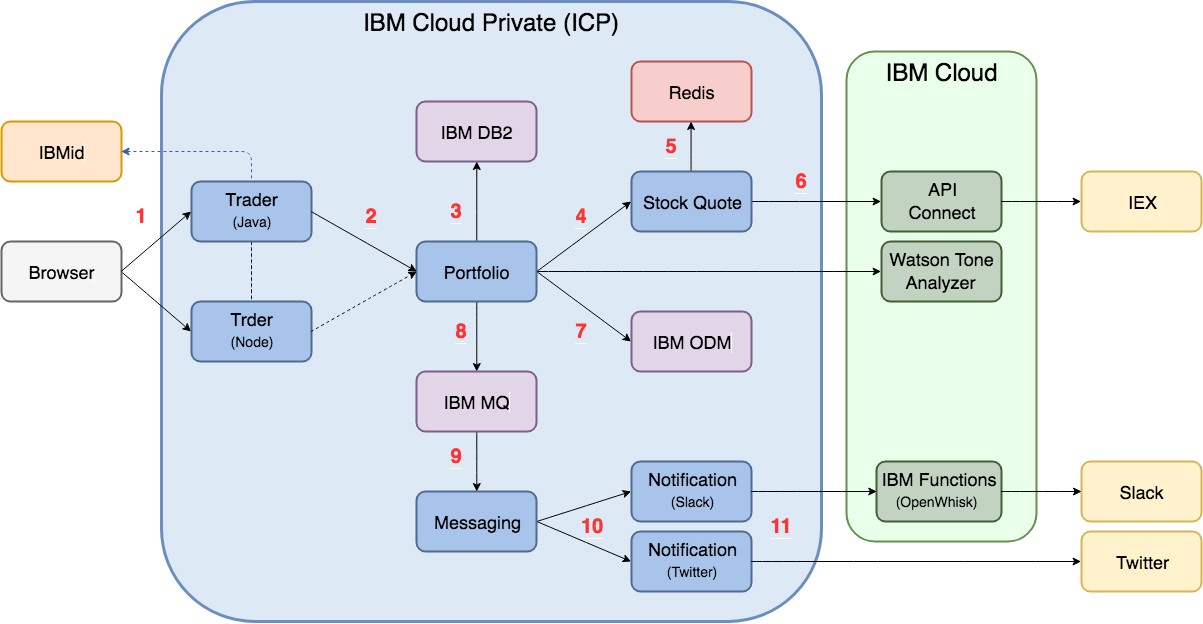 IBM Cloud Private (ICP)
IBM Cloud
Redis
IBM DB2
IBMid
5
6
Trader
(Java)
Stock Quote
API
Connect
IEX
1
2
3
4
Browser
Portfolio
Watson Tone
Analyzer
Trder
(Node)
8
7
IBM ODM
IBM MQ
9
Notification
(Slack)
IBM Functions
(OpenWhisk)
Slack
Messaging
10
11
Notification
(Twitter)
Twitter